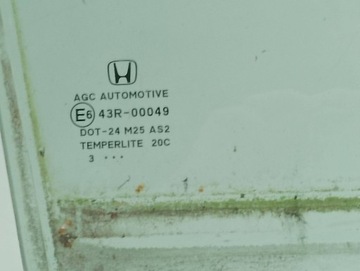 AGC AUTOMOTIVE
E6 43R-00049
DOT-24 M25 AS2
TEMPERLITE 20C
3 ...